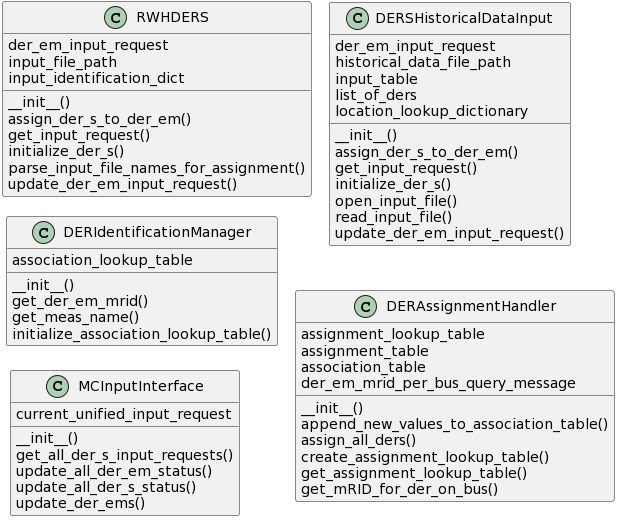 C RWHDERS
der_em_input_request
input_file_path
input_identification_dict
__init__()
assign_der_s_to_der_em()
get_input_request()
initialize_der_s()
parse_input_file_names_for_assignment()
update_der_em_input_request()
C DERSHistoricalDataInput
der_em_input_request
historical_data_file_path
input_table
list_of_ders
location_lookup_dictionary
__init__()
assign_der_s_to_der_em()
get_input_request()
initialize_der_s()
open_input_file()
read_input_file()
update_der_em_input_request()
C DERIdentificationManager
association_lookup_table
__init__()
get_der_em_mrid()
get_meas_name()
initialize_association_lookup_table()
C DERAssignmentHandler
assignment_lookup_table
assignment_table
association_table
der_em_mrid_per_bus_query_message
__init__()
append_new_values_to_association_table()
assign_all_ders()
create_assignment_lookup_table()
get_assignment_lookup_table()
get_mRID_for_der_on_bus()
C MCInputInterface
current_unified_input_request
__init__()
get_all_der_s_input_requests()
update_all_der_em_status()
update_all_der_s_status()
update_der_ems()